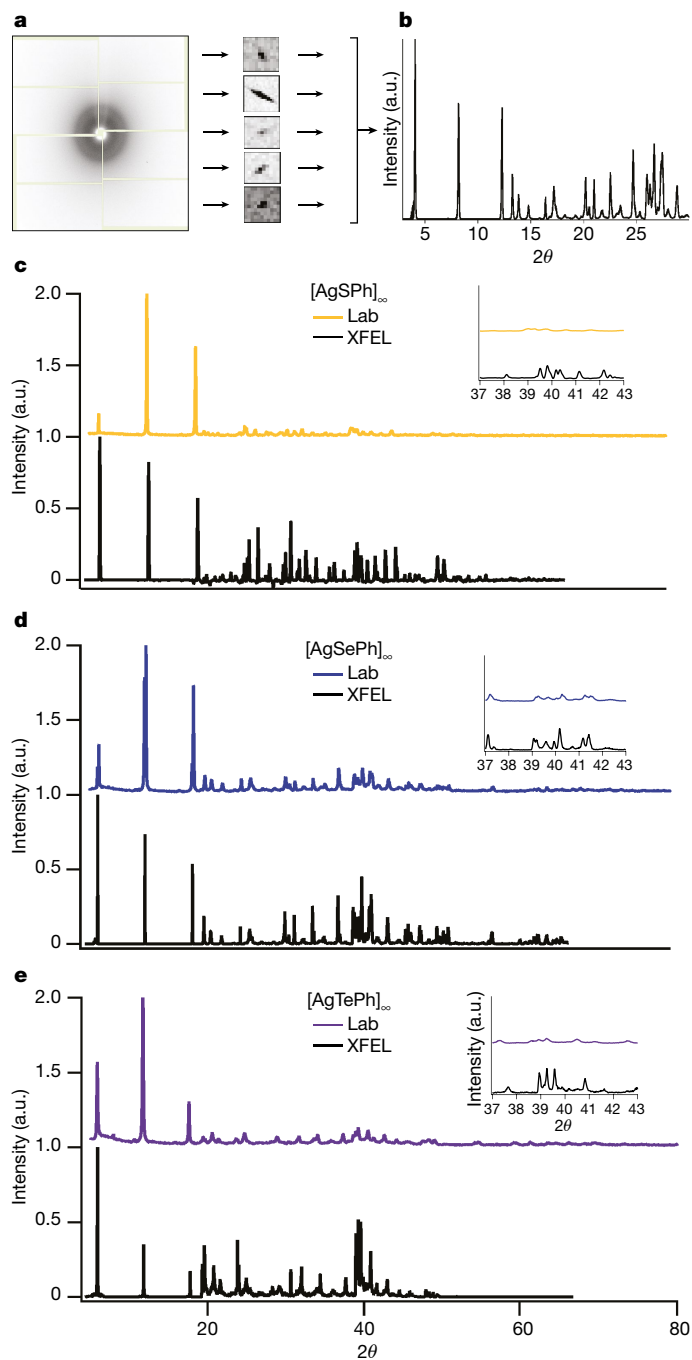 a
b
Intensity (a.u.)
5 10 15 20 25
2θ
c
[AgSPh]∞
Lab
XFEL
2.0
1.5
1.0
0.5
0
Intensity (a.u.)
37 38 39 40 41 42 43
d
[AgSePh]∞
Lab
XFEL
2.0
1.5
1.0
0.5
0
Intensity (a.u.)
37 38 39 40 41 42 43
e
[AgTePh]∞
Lab
XFEL
2.0
1.5
1.0
0.5
0
Intensity (a.u.)
Intensity (a.u.)
37 38 39 40 41 42 43
2θ
20 40 60 80
2θ